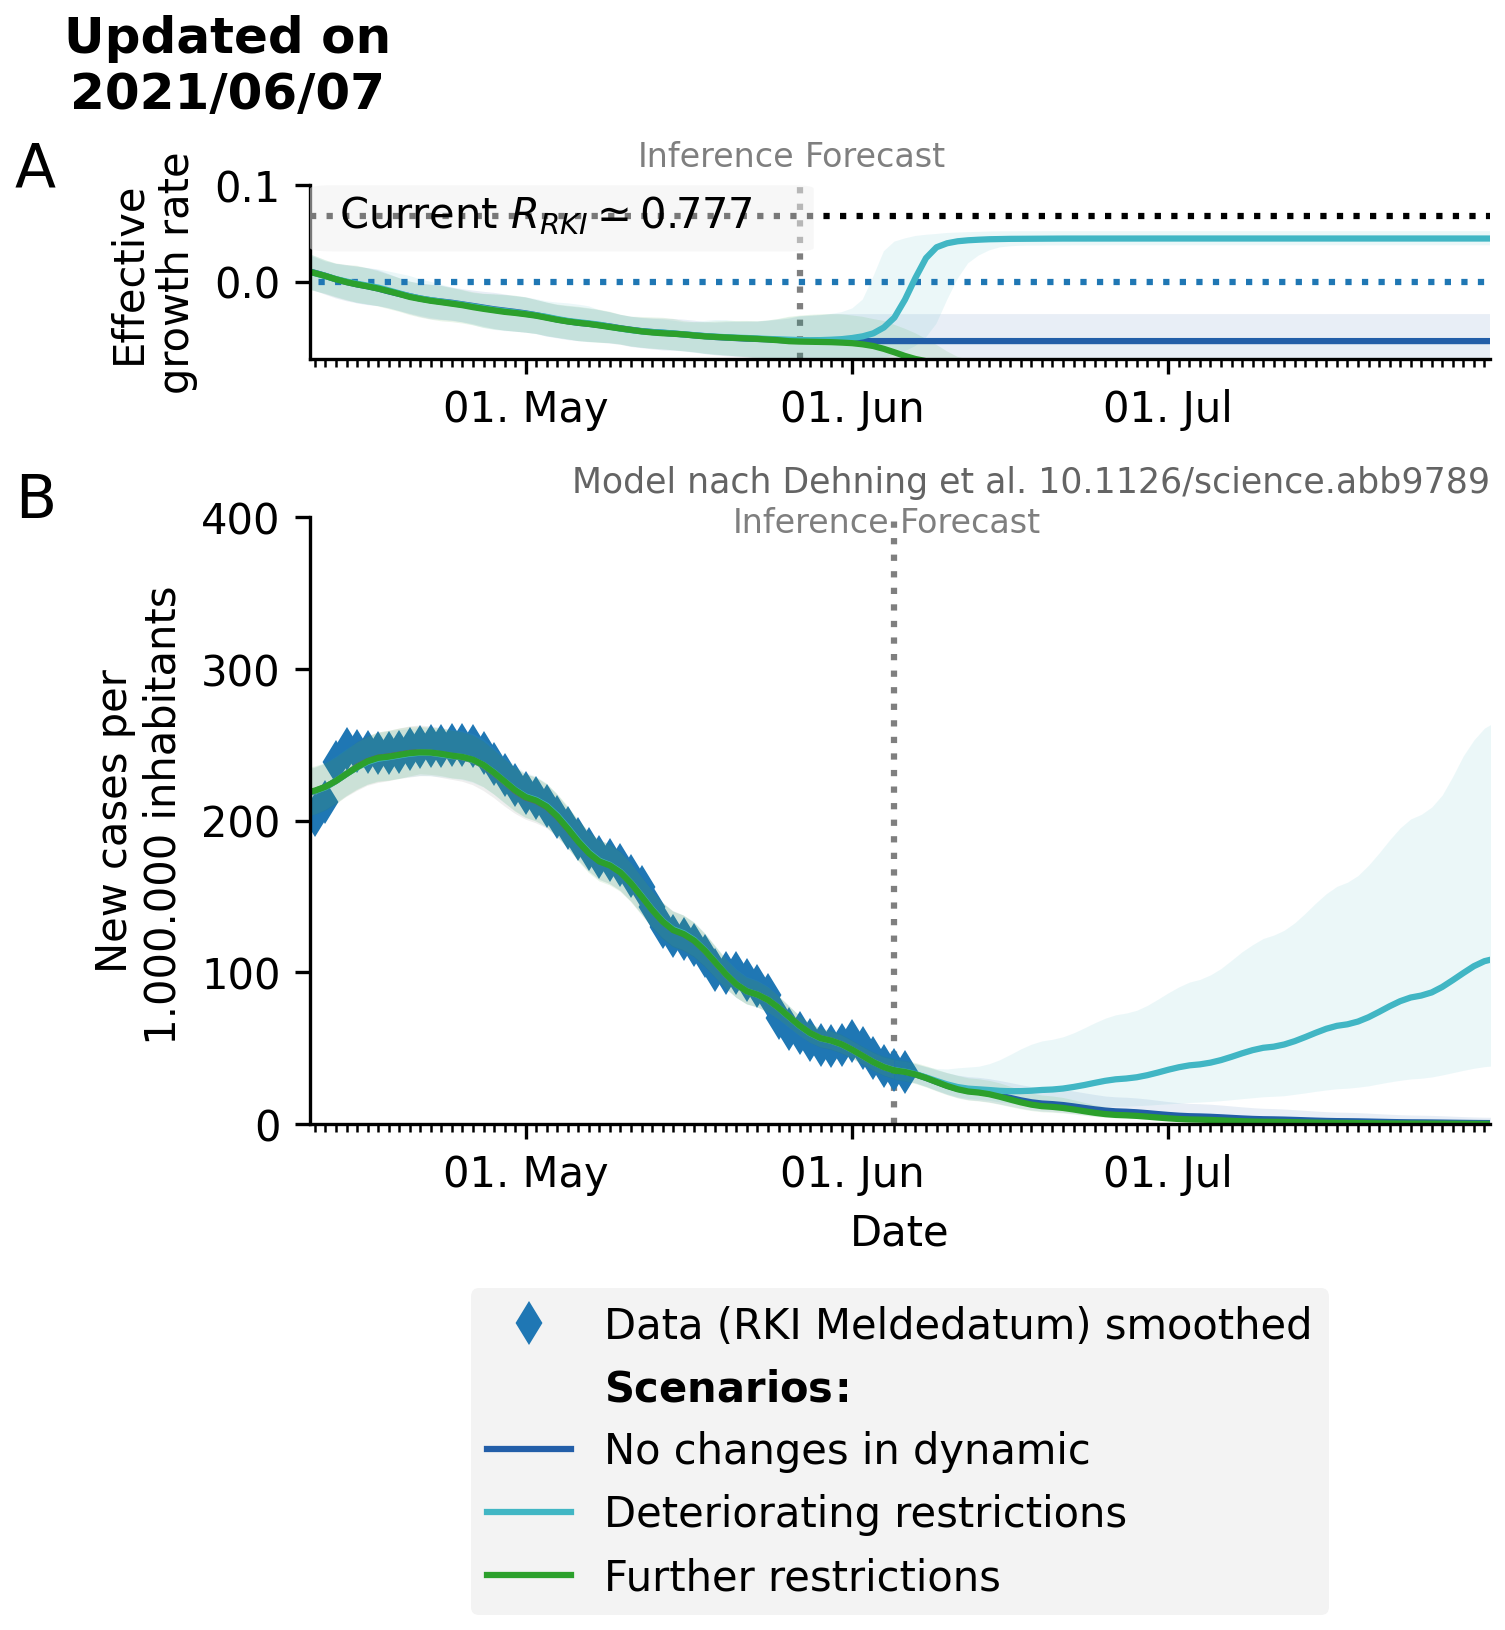 Updated on
2021/06/07
A
Inference Forecast
Effective
growth rate
0.1
Current R_RKI ≃ 0.777
0.0
01. May 01. Jun 01. Jul
B
Model nach Dehning et al. 10.1126/science.abb9789
Inference Forecast
New cases per
1.000.000 inhabitants
400
300
200
100
0
01. May 01. Jun 01. Jul
Date
Data (RKI Meldedatum) smoothed
Scenarios:
No changes in dynamic
Deteriorating restrictions
Further restrictions